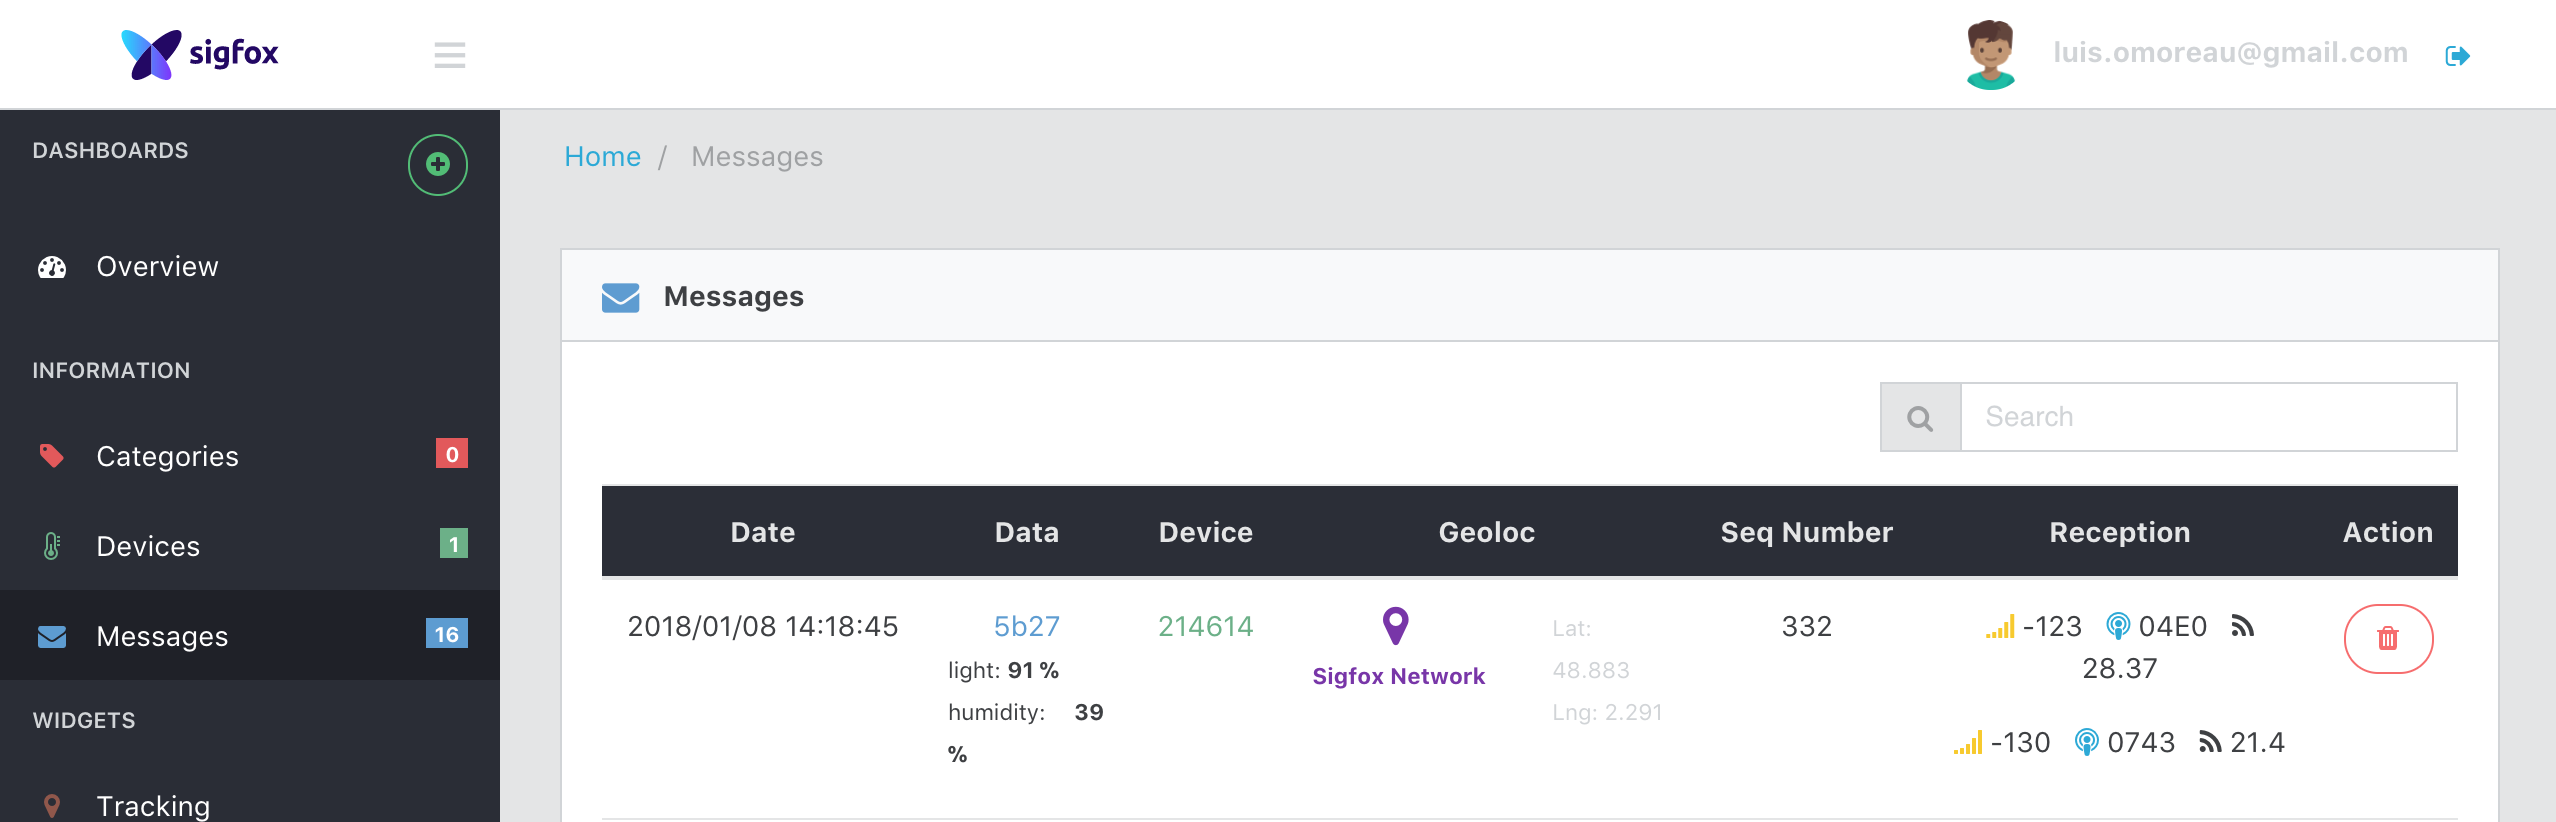 sigfox
luis.omoreau@gmail.com
DASHBOARDS
Overview
INFORMATION
Categories 0
Devices 1
Messages 16
WIDGETS
Tracking
Home / Messages
Messages
Search
Date Data Device Geoloc Seq Number Reception Action
2018/01/08 14:18:45
5b27
light: 91 %
humidity: 39
%
214614
Sigfox Network
Lat:
48.883
Lng: 2.291
332
-123 04E0
28.37
-130 0743 21.4